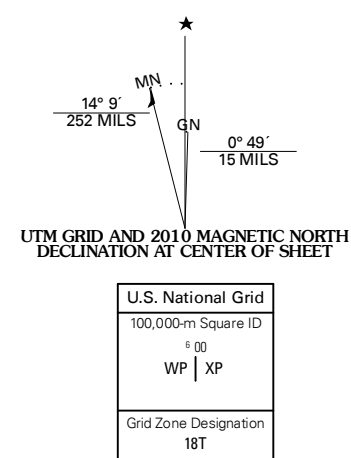 MN
14° 9´
252 MILS
GN
0° 49´
15 MILS
UTM GRID AND 2010 MAGNETIC NORTH
DECLINATION AT CENTER OF SHEET
U.S. National Grid
100,000-m Square ID
6 00
WP XP
Grid Zone Designation
18T